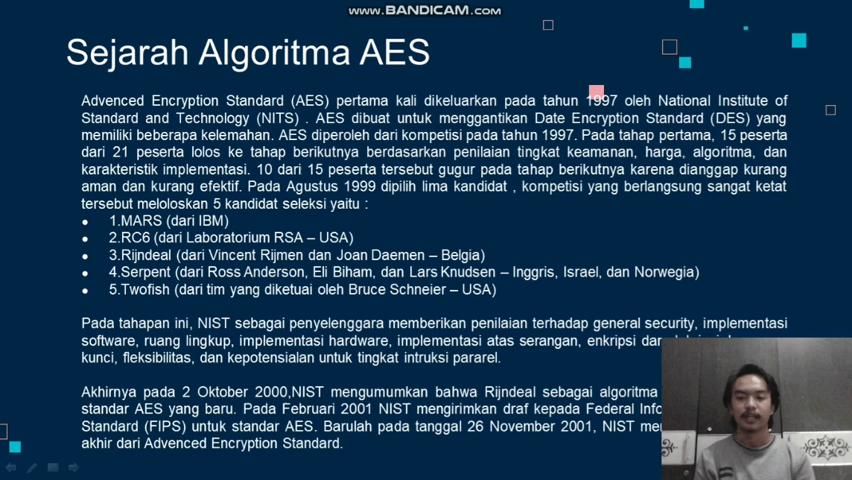 WWW.BANDICAM.COM
Sejarah Algoritma AES
Advenced Encryption Standard (AES) pertama kali dikeluarkan pada tahun 1997 oleh National Institute of
Standard and Technology (NITS) . AES dibuat untuk menggantikan Date Encryption Standard (DES) yang
memiliki beberapa kelemahan. AES diperoleh dari kompetisi pada tahun 1997. Pada tahap pertama, 15 peserta
dari 21 peserta lolos ke tahap berikutnya berdasarkan penilaian tingkat keamanan, harga, algoritma, dan
karakteristik implementasi. 10 dari 15 peserta tersebut gugur pada tahap berikutnya karena dianggap kurang
aman dan kurang efektif. Pada Agustus 1999 dipilih lima kandidat , kompetisi yang berlangsung sangat ketat
tersebut meloloskan 5 kandidat seleksi yaitu :
• 1.MARS (dari IBM)
• 2.RC6 (dari Laboratorium RSA – USA)
• 3.Rijndeal (dari Vincent Rijmen dan Joan Daemen – Belgia)
• 4.Serpent (dari Ross Anderson, Eli Biham, dan Lars Knudsen – Inggris, Israel, dan Norwegia)
• 5.Twofish (dari tim yang diketuai oleh Bruce Schneier – USA)
Pada tahapan ini, NIST sebagai penyelenggara memberikan penilaian terhadap general security, implementasi
software, ruang lingkup, implementasi hardware, implementasi atas serangan, enkripsi dan
kunci, fleksibilitas, dan kepotensialan untuk tingkat intruksi pararel.
Akhirnya pada 2 Oktober 2000,NIST mengumumkan bahwa Rijndeal sebagai algoritma
standar AES yang baru. Pada Februari 2001 NIST mengirimkan draf kepada Federal
Standard (FIPS) untuk standar AES. Barulah pada tanggal 26 November 2001, NIST
akhir dari Advenced Encryption Standard.